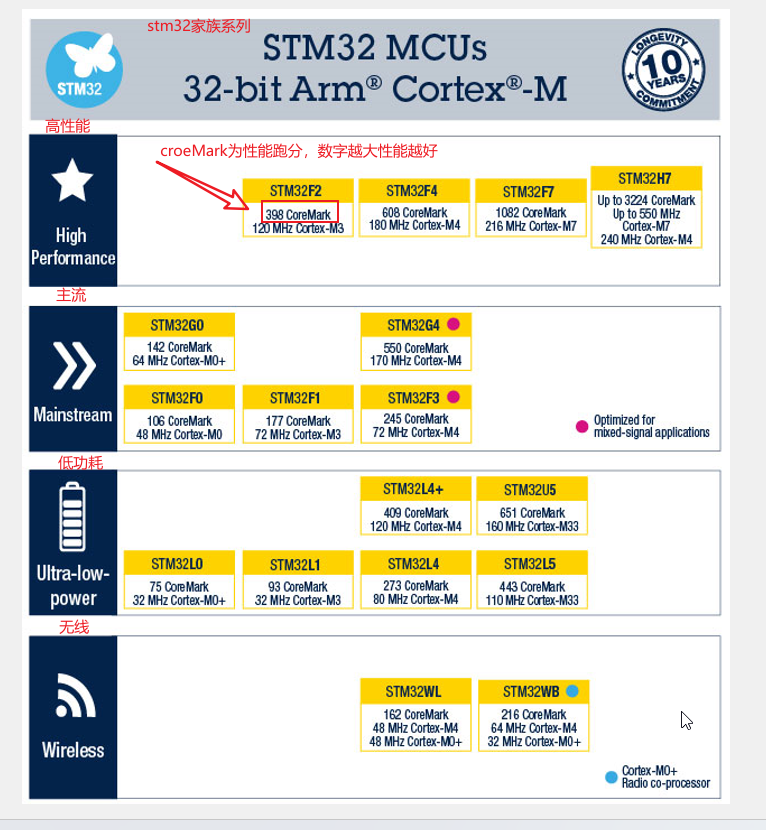 stm32家族系列
STM32 MCUs
32-bit Arm® Cortex®-M
STM32
LONGEVITY
10
YEARS
COMMITMENT
高性能
croeMark为性能跑分，数字越大性能越好
High
Performance
STM32F2
398 CoreMark
120 MHz Cortex-M3
STM32F4
608 CoreMark
180 MHz Cortex-M4
STM32F7
1082 CoreMark
216 MHz Cortex-M7
STM32H7
Up to 3224 CoreMark
Up to 550 MHz
Cortex-M7
240 MHz Cortex-M4
主流
Mainstream
STM32G0
142 CoreMark
64 MHz Cortex-M0+
STM32G4
550 CoreMark
170 MHz Cortex-M4
STM32F0
106 CoreMark
48 MHz Cortex-M0
STM32F1
177 CoreMark
72 MHz Cortex-M3
STM32F3
245 CoreMark
72 MHz Cortex-M4
Optimized for
mixed-signal applications
低功耗
Ultra-low-
power
STM32L4+
409 CoreMark
120 MHz Cortex-M4
STM32U5
651 CoreMark
160 MHz Cortex-M33
STM32L0
75 CoreMark
32 MHz Cortex-M0+
STM32L1
93 CoreMark
32 MHz Cortex-M3
STM32L4
273 CoreMark
80 MHz Cortex-M4
STM32L5
443 CoreMark
110 MHz Cortex-M33
无线
Wireless
STM32WL
162 CoreMark
48 MHz Cortex-M4
48 MHz Cortex-M0+
STM32WB
216 CoreMark
64 MHz Cortex-M4
32 MHz Cortex-M0+
Cortex-M0+
Radio co-processor